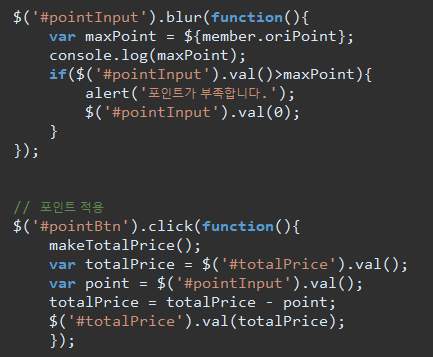 $('#pointInput').blur(function(){
var maxPoint = ${member.oriPoint};
console.log(maxPoint);
if($('#pointInput').val()>maxPoint){
alert('포인트가 부족합니다.');
$('#pointInput').val(0);
}
});
// 포인트 적용
$('#pointBtn').click(function(){
makeTotalPrice();
var totalPrice = $('#totalPrice').val();
var point = $('#pointInput').val();
totalPrice = totalPrice - point;
$('#totalPrice').val(totalPrice);
});